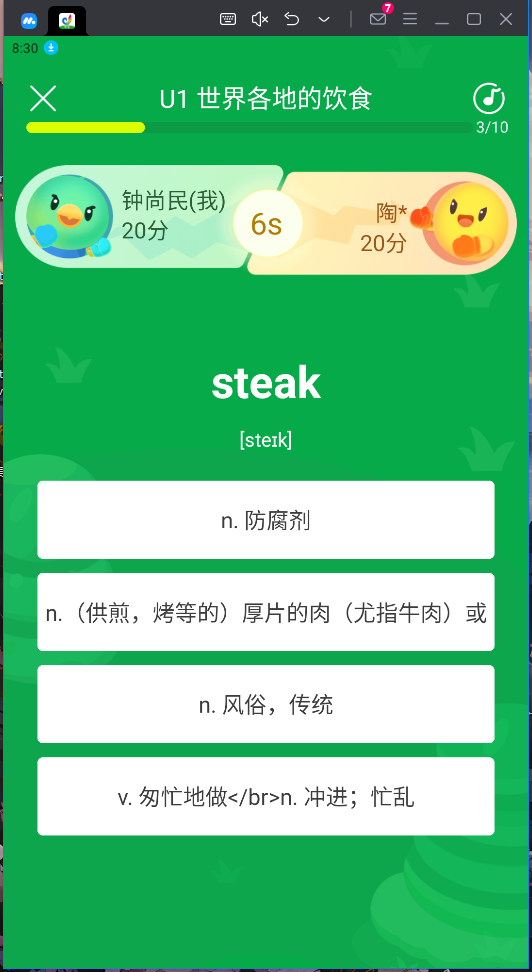 7
8:30
U1 世界各地的饮食
3/10
钟尚民(我)
20分
6s
陶*
20分
steak
[steɪk]
n. 防腐剂
n.（供煎，烤等的）厚片的肉（尤指牛肉）或
n. 风俗，传统
v. 匆忙地做</br>n. 冲进；忙乱